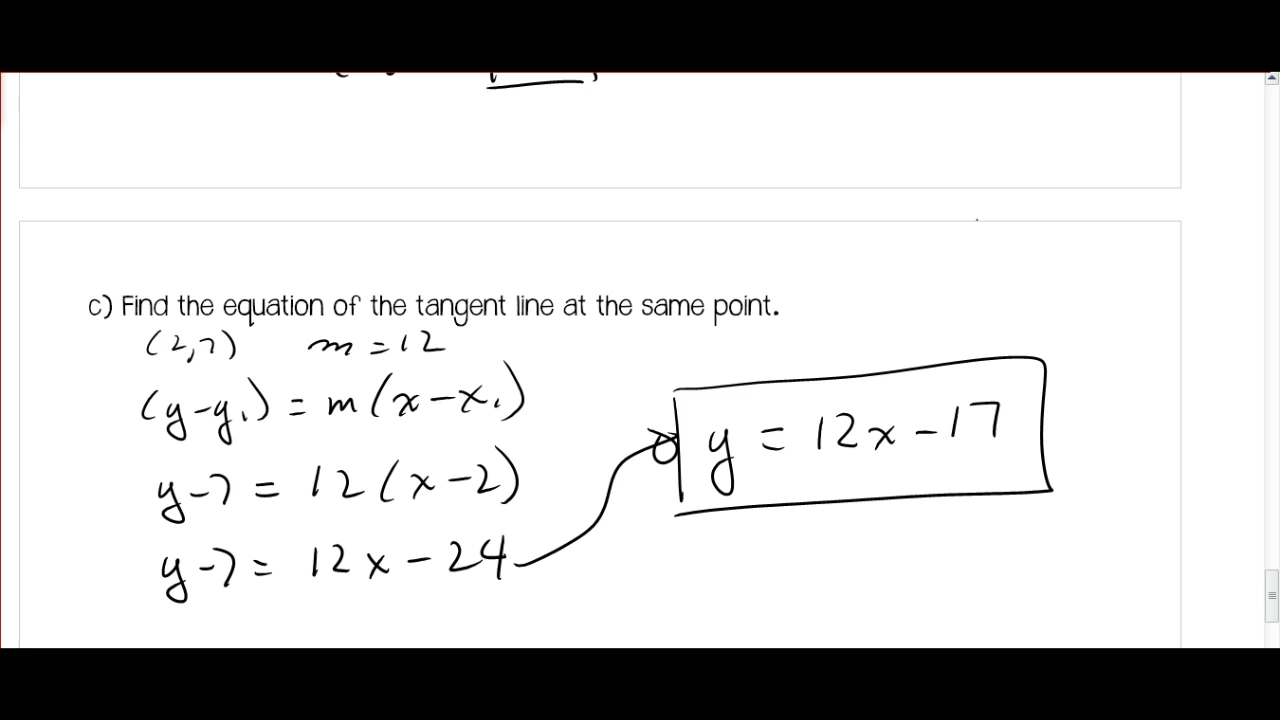 c) Find the equation of the tangent line at the same point.
(2,7) m = 12
(y-y₁) = m(x-x₁)
y-7 = 12(x-2)
y-7 = 12x-24
y = 12x-17